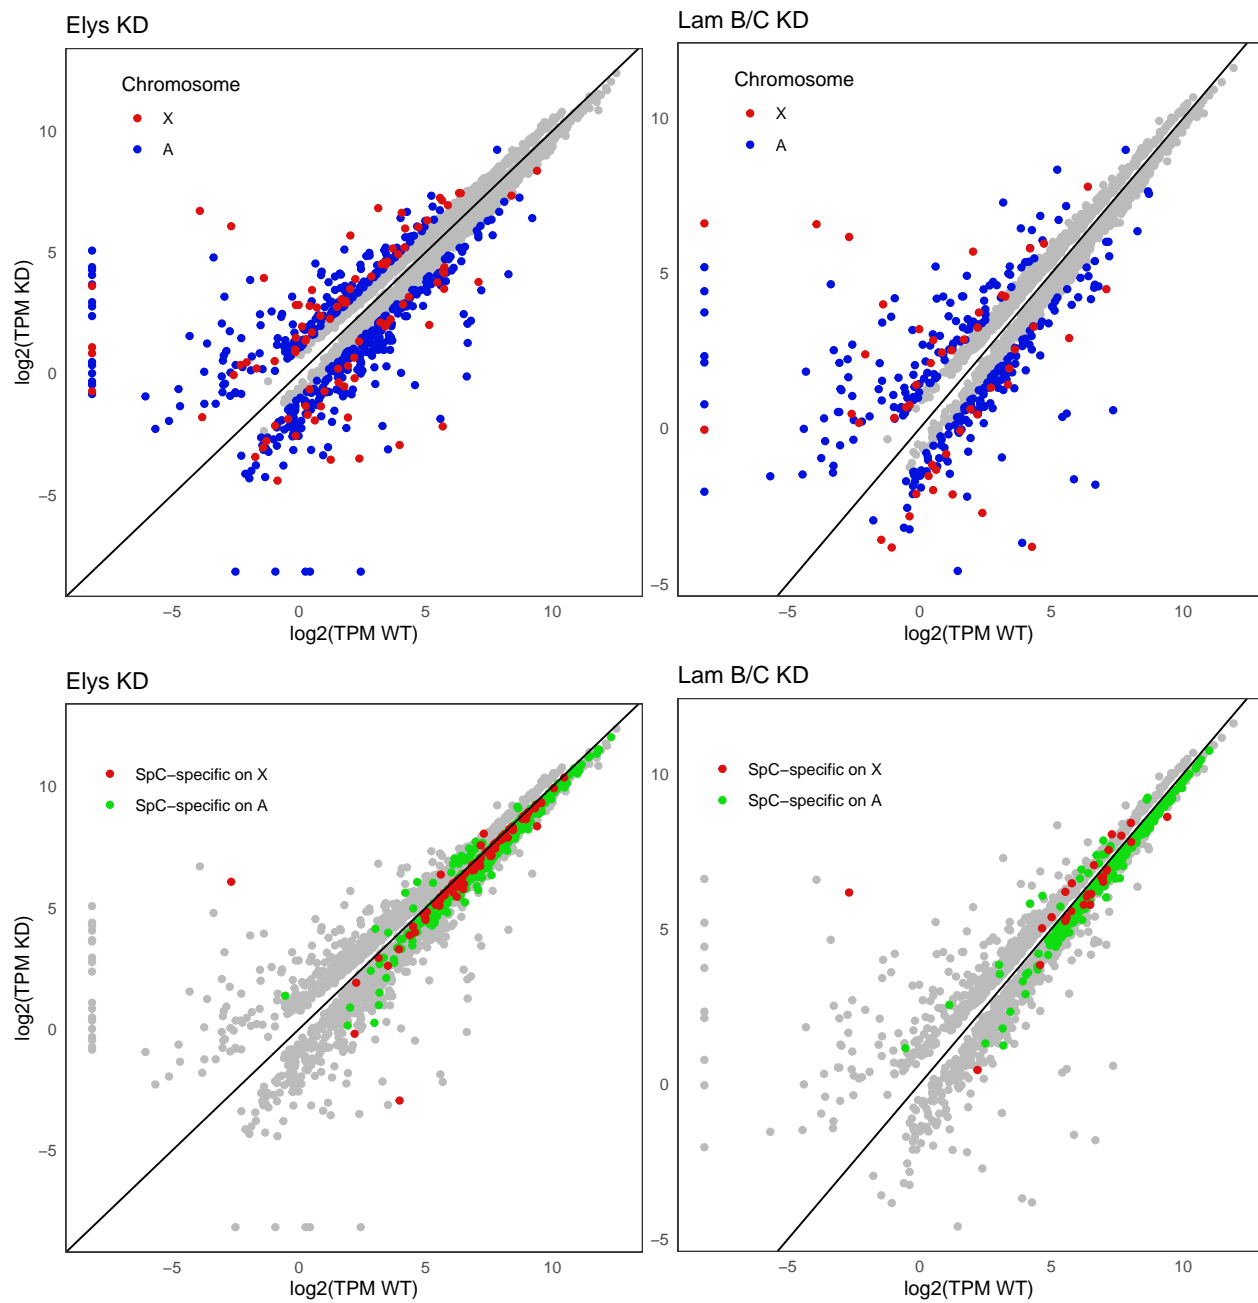 Elys KD
Chromosome
X
A
10
5
0
−5
log2(TPM KD)
−5
0
5
10
log2(TPM WT)
Lam B/C KD
Chromosome
X
A
10
5
0
−5
−5
0
5
10
log2(TPM WT)
Elys KD
SpC−specific on X
SpC−specific on A
10
5
0
−5
log2(TPM KD)
−5
0
5
10
log2(TPM WT)
Lam B/C KD
SpC−specific on X
SpC−specific on A
10
5
0
−5
−5
0
5
10
log2(TPM WT)